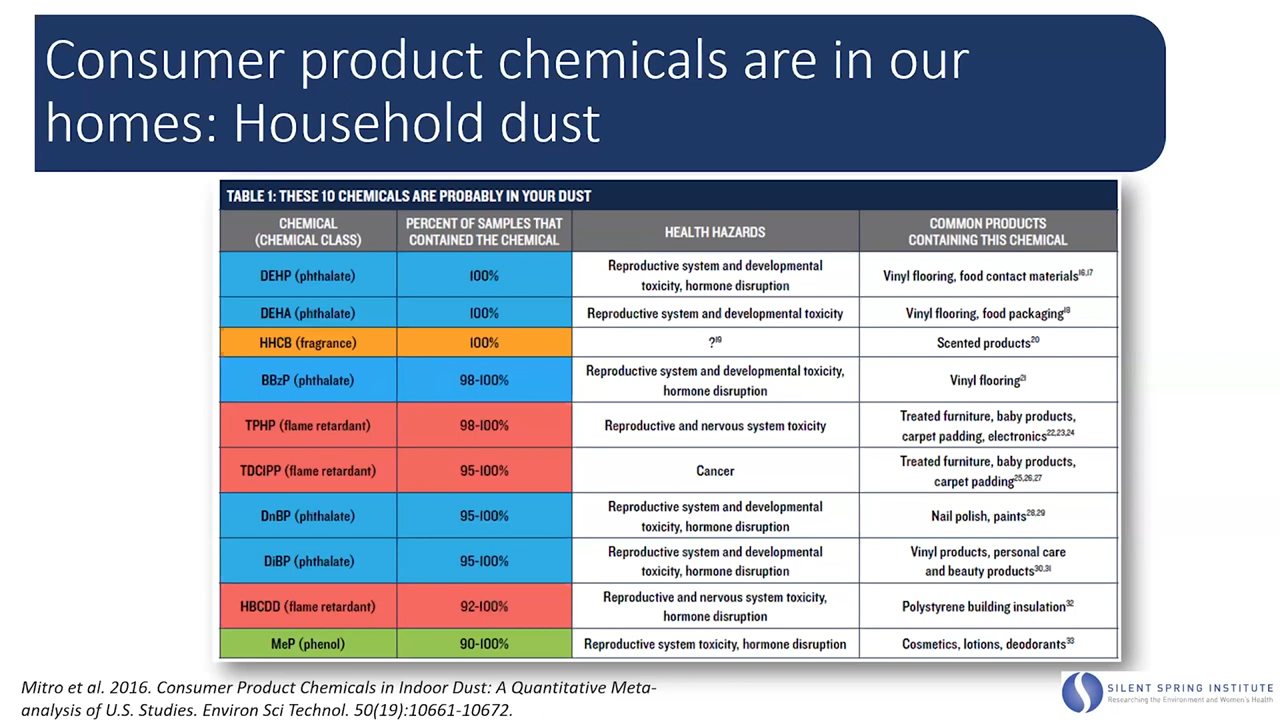 Consumer product chemicals are in our
homes: Household dust
TABLE 1: THESE 10 CHEMICALS ARE PROBABLY IN YOUR DUST
CHEMICAL
(CHEMICAL CLASS)
PERCENT OF SAMPLES THAT
CONTAINED THE CHEMICAL
HEALTH HAZARDS
COMMON PRODUCTS
CONTAINING THIS CHEMICAL
DEHP (phthalate)
100%
Reproductive system and developmental
toxicity, hormone disruption
Vinyl flooring, food contact materials16,17
DEHA (phthalate)
100%
Reproductive system and developmental toxicity
Vinyl flooring, food packaging18
HHCB (fragrance)
100%
?19
Scented products20
BBzP (phthalate)
98-100%
Reproductive system and developmental toxicity,
hormone disruption
Vinyl flooring21
TPHP (flame retardant)
98-100%
Reproductive and nervous system toxicity
Treated furniture, baby products,
carpet padding, electronics22,23,24
TDCIPP (flame retardant)
95-100%
Cancer
Treated furniture, baby products,
carpet padding25,26,27
DnBP (phthalate)
95-100%
Reproductive system and developmental
toxicity, hormone disruption
Nail polish, paints28,29
DiBP (phthalate)
95-100%
Reproductive system and developmental
toxicity, hormone disruption
Vinyl products, personal care
and beauty products30,31
HBCDD (flame retardant)
92-100%
Reproductive and nervous system toxicity,
hormone disruption
Polystyrene building insulation32
MeP (phenol)
90-100%
Reproductive system toxicity, hormone disruption
Cosmetics, lotions, deodorants33
Mitro et al. 2016. Consumer Product Chemicals in Indoor Dust: A Quantitative Meta-
analysis of U.S. Studies. Environ Sci Technol. 50(19):10661-10672.
SILENT SPRING INSTITUTE
Researching the Environment and Women's Health